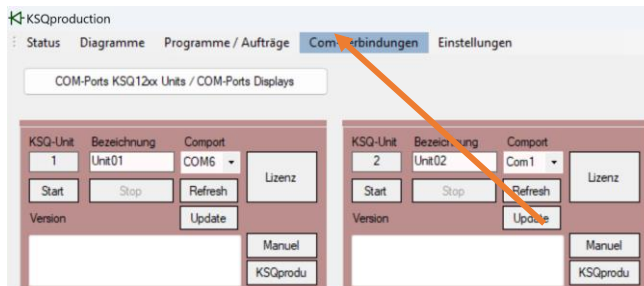 KSQproduction
Status Diagramme Programme / Aufträge Com-Verbindungen Einstellungen
COM-Ports KSQ12xx Units / COM-Ports Displays
KSQ-Unit Bezeichnung Comport
1 Unit01 COM6 Lizenz
Start Stop Refresh
Version Update
Manuel
KSQprodu
KSQ-Unit Bezeichnung Comport
2 Unit02 Com1 Lizenz
Start Stop Refresh
Version Update
Manuel
KSQprodu